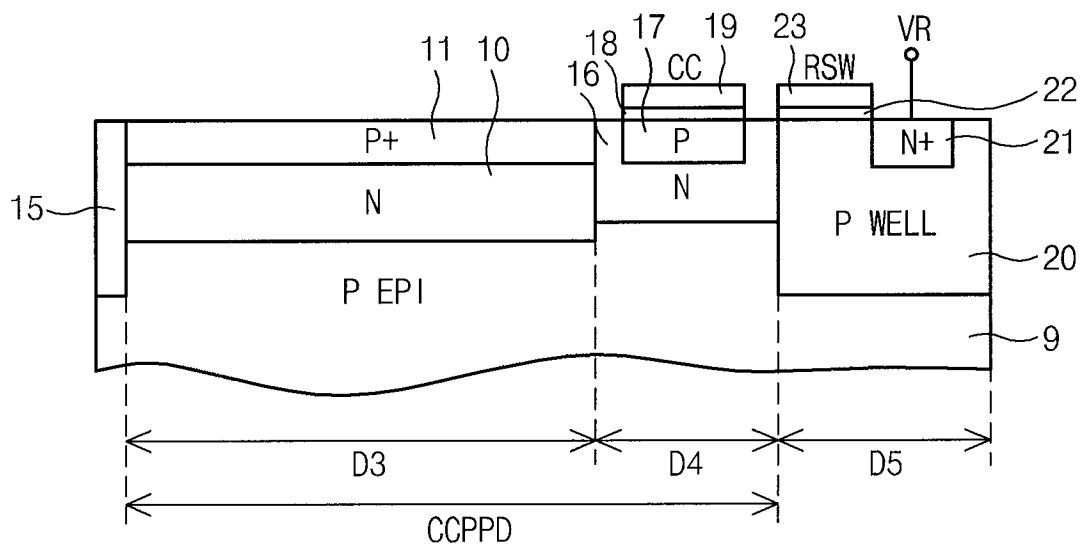 VR
11 10 16 18 17 19 CC 23 RSW
22
P+ P N+ 21
15 N N
P WELL
P EPI 20
9
D3 D4 D5
CCPPD